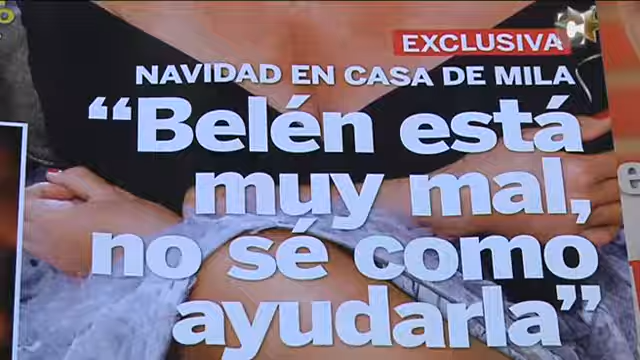 EXCLUSIVA
NAVIDAD EN CASA DE MILA
“Belén está
muy mal,
no sé como
ayudarla”